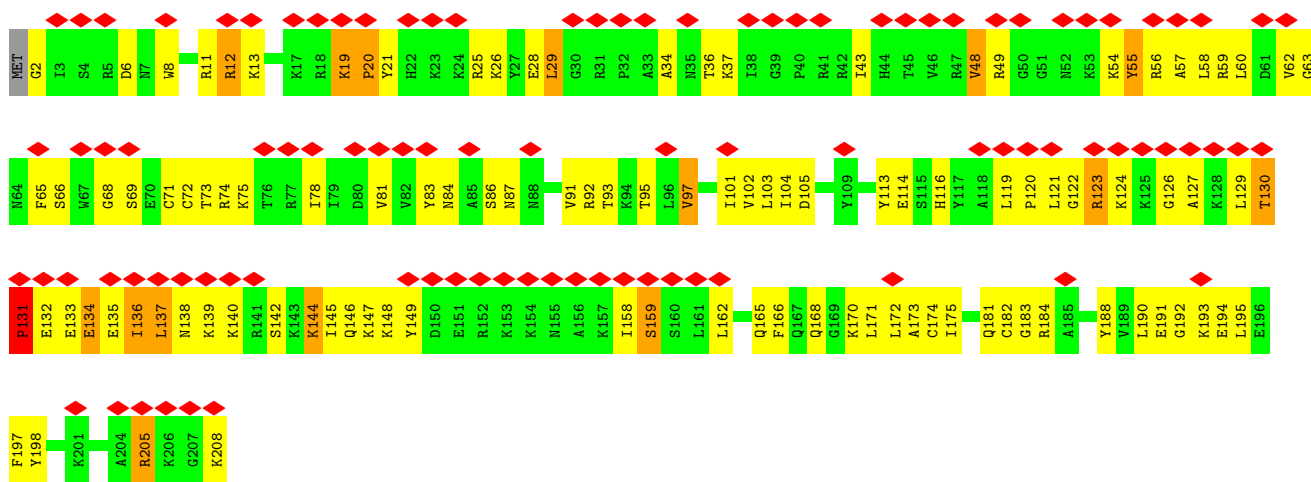 MET G2 I3 S4 R5 D6 N7 W8 R11 R12 K13 K17 R18 K19 P20 Y21 H22 K23 K24 R25 K26 Y27 E28 L29 G30 R31 P32 A33 A34 N35 T36 K37 I38 G39 P40 R41 R42 I43 H44 T45 V46 R47 V48 R49 G50 G51 N52 K53 K54 Y55 R56 A57 L58 R59 L60 D61 V62 G63
N64 F65 S66 W67 G68 S69 E70 C71 C72 T73 R74 K75 T76 R77 I78 I79 D80 V81 V82 Y83 N84 A85 S86 N87 N88 V91 R92 T93 K94 T95 L96 V97 I101 V102 L103 I104 D105 Y109 Y113 E114 S115 H116 Y117 A118 L119 P120 L121 G122 R123 K124 K125 G126 A127 K128 L129 T130
P131 E132 E133 E134 E135 I136 L137 N138 K139 K140 R141 S142 K143 K144 I145 Q146 K147 K148 Y149 D150 E151 R152 K153 K154 N155 A156 K157 I158 S159 S160 L161 L162 Q165 F166 Q167 Q168 G169 K170 L171 L172 A173 C174 I175 Q181 C182 G183 R184 A185 Y188 V189 L190 E191 G192 K193 E194 L195 E196
F197 Y198 K201 A204 R205 K206 G207 K208